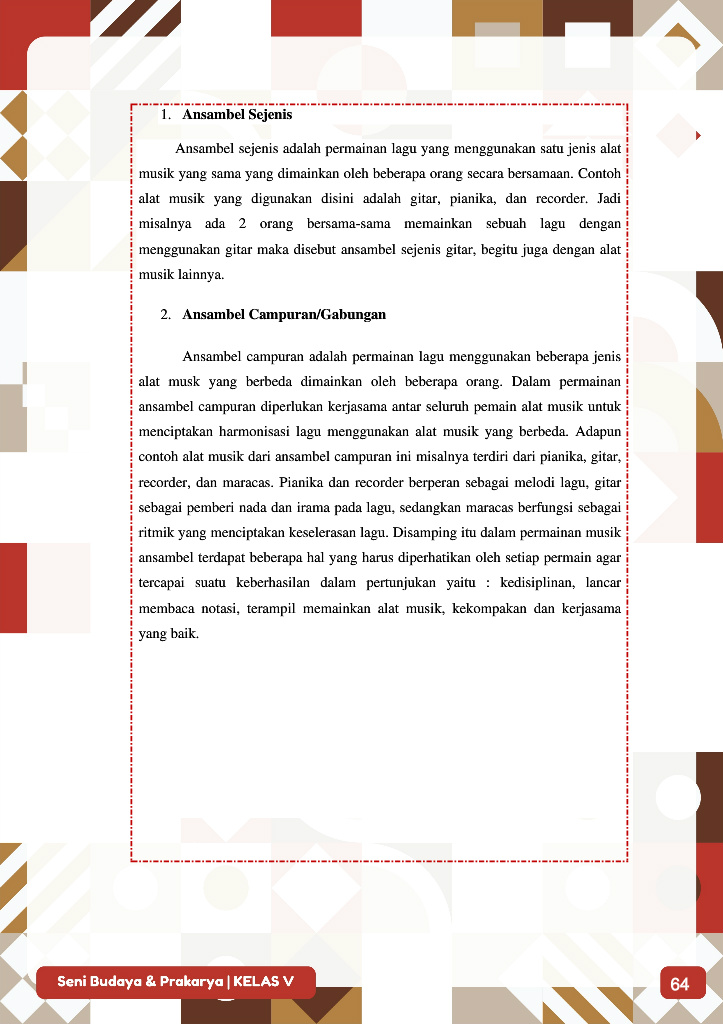 1. Ansambel Sejenis
Ansambel sejenis adalah permainan lagu yang menggunakan satu jenis alat
musik yang sama yang dimainkan oleh beberapa orang secara bersamaan. Contoh
alat musik yang digunakan disini adalah gitar, pianika, dan recorder. Jadi
misalnya ada 2 orang bersama-sama memainkan sebuah lagu dengan
menggunakan gitar maka disebut ansambel sejenis gitar, begitu juga dengan alat
musik lainnya.
2. Ansambel Campuran/Gabungan
Ansambel campuran adalah permainan lagu menggunakan beberapa jenis
alat musk yang berbeda dimainkan oleh beberapa orang. Dalam permainan
ansambel campuran diperlukan kerjasama antar seluruh pemain alat musik untuk
menciptakan harmonisasi lagu menggunakan alat musik yang berbeda. Adapun
contoh alat musik dari ansambel campuran ini misalnya terdiri dari pianika, gitar,
recorder, dan maracas. Pianika dan recorder berperan sebagai melodi lagu, gitar
sebagai pemberi nada dan irama pada lagu, sedangkan maracas berfungsi sebagai
ritmik yang menciptakan keselerasan lagu. Disamping itu dalam permainan musik
ansambel terdapat beberapa hal yang harus diperhatikan oleh setiap permain agar
tercapai suatu keberhasilan dalam pertunjukan yaitu : kedisiplinan, lancar
membaca notasi, terampil memainkan alat musik, kekompakan dan kerjasama
yang baik.
Seni Budaya & Prakarya | KELAS V
64